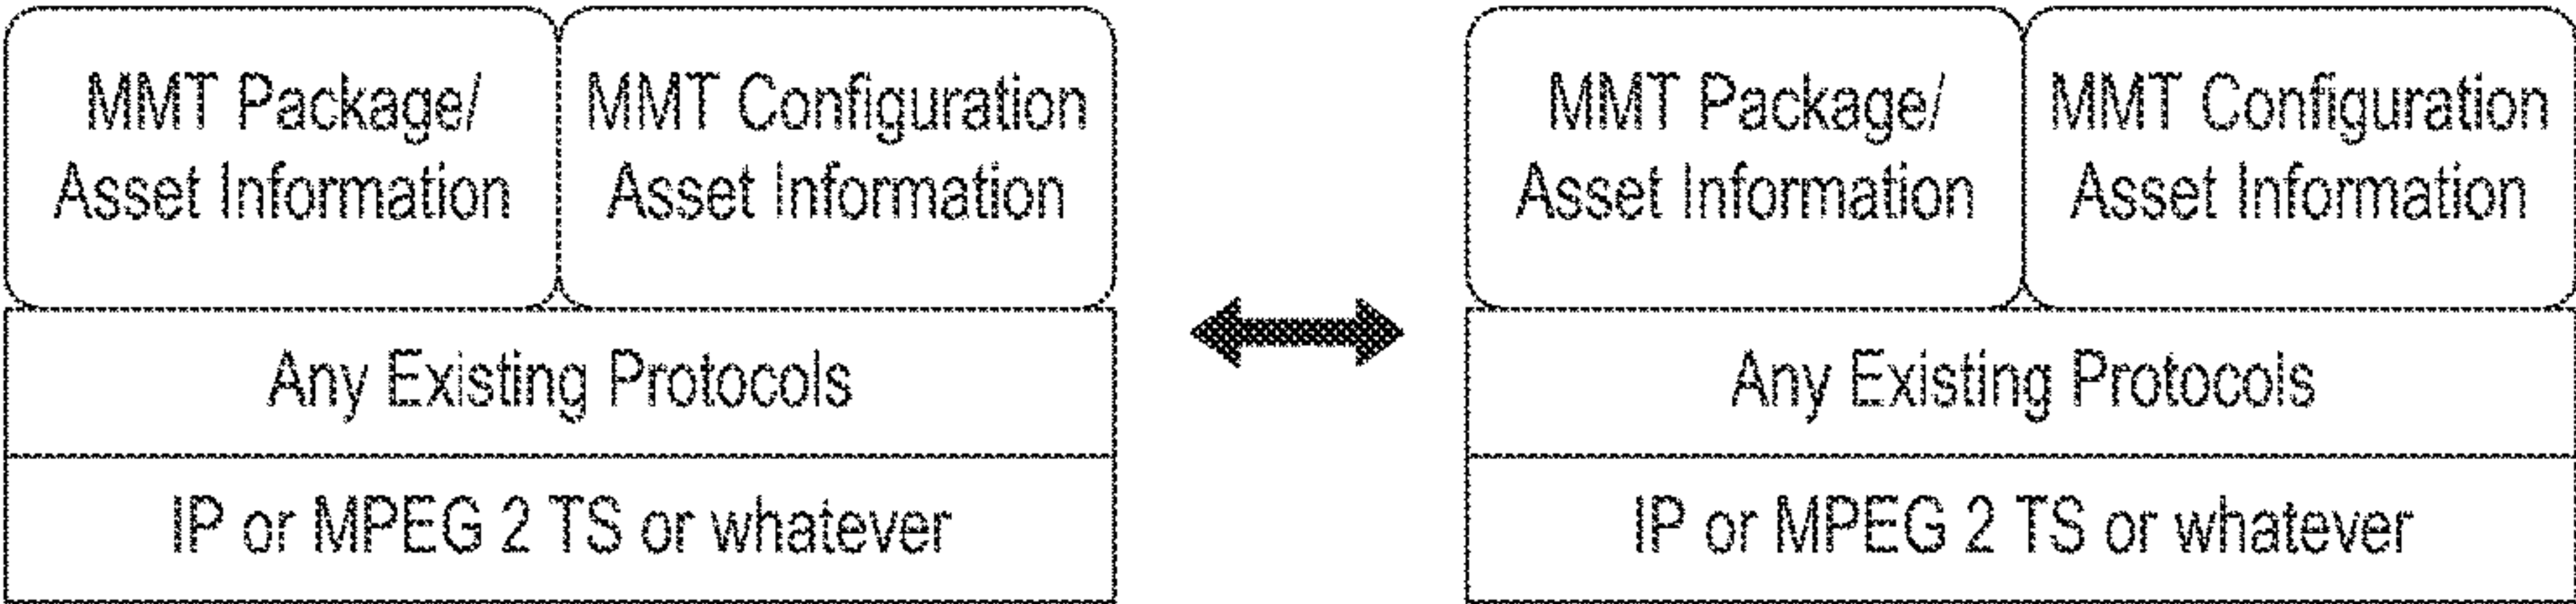 MMT Package/
Asset Information
MMT Configuration
Asset Information
Any Existing Protocols
IP or MPEG 2 TS or whatever
MMT Package/
Asset Information
MMT Configuration
Asset Information
Any Existing Protocols
IP or MPEG 2 TS or whatever